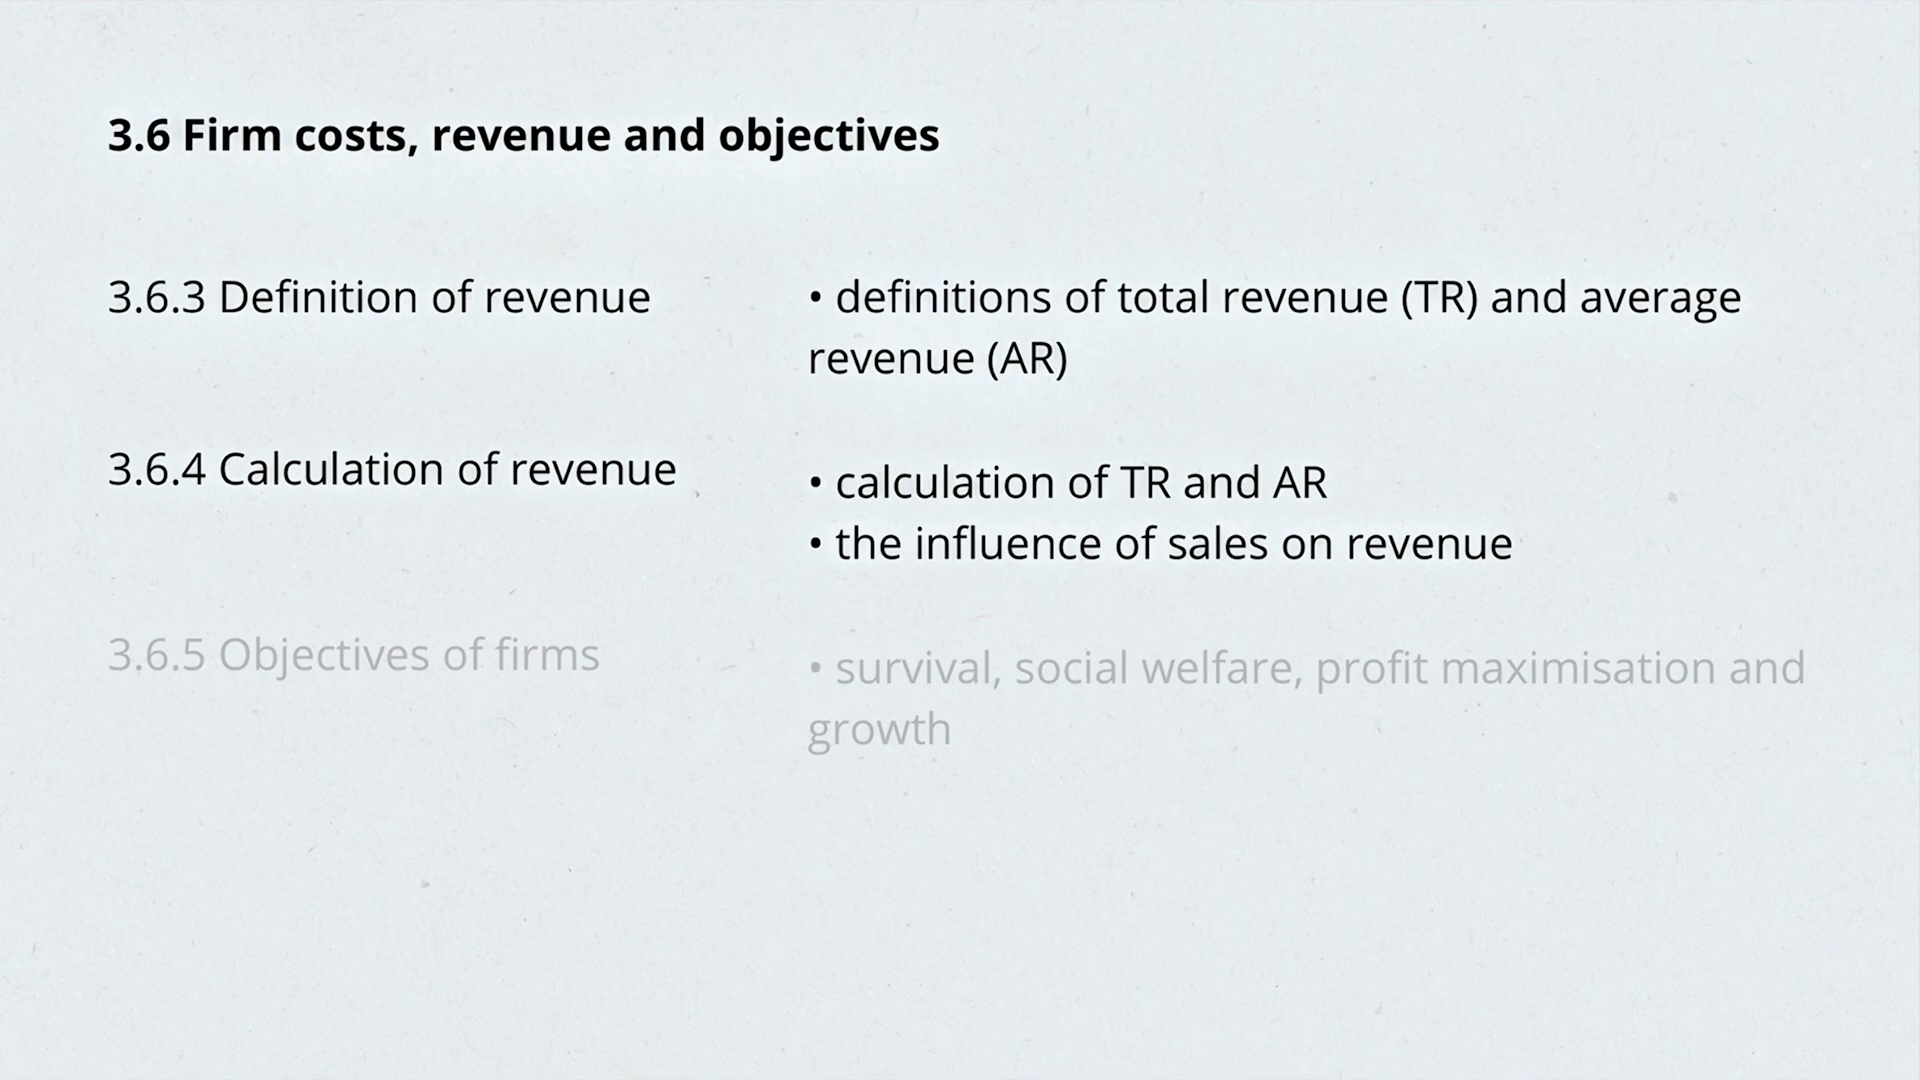 3.6 Firm costs, revenue and objectives
3.6.3 Definition of revenue
• definitions of total revenue (TR) and average
revenue (AR)
3.6.4 Calculation of revenue
• calculation of TR and AR
• the influence of sales on revenue
3.6.5 Objectives of firms
• survival, social welfare, profit maximisation and
growth